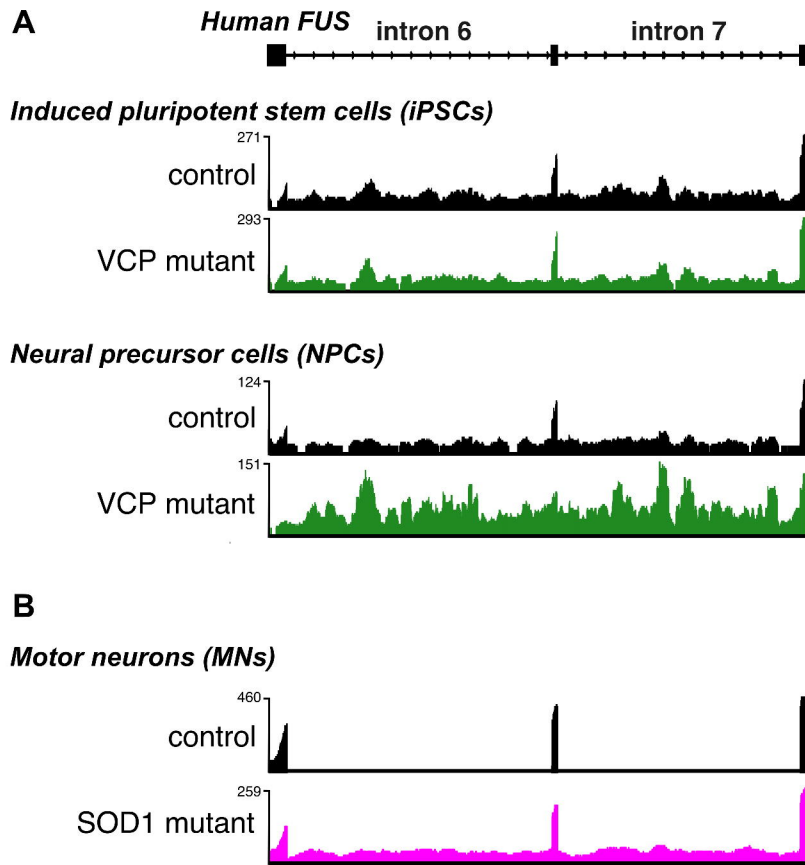 A
Human FUS
intron 6
intron 7
Induced pluripotent stem cells (iPSCs)
271
control
293
VCP mutant
Neural precursor cells (NPCs)
124
control
151
VCP mutant
B
Motor neurons (MNs)
460
control
259
SOD1 mutant